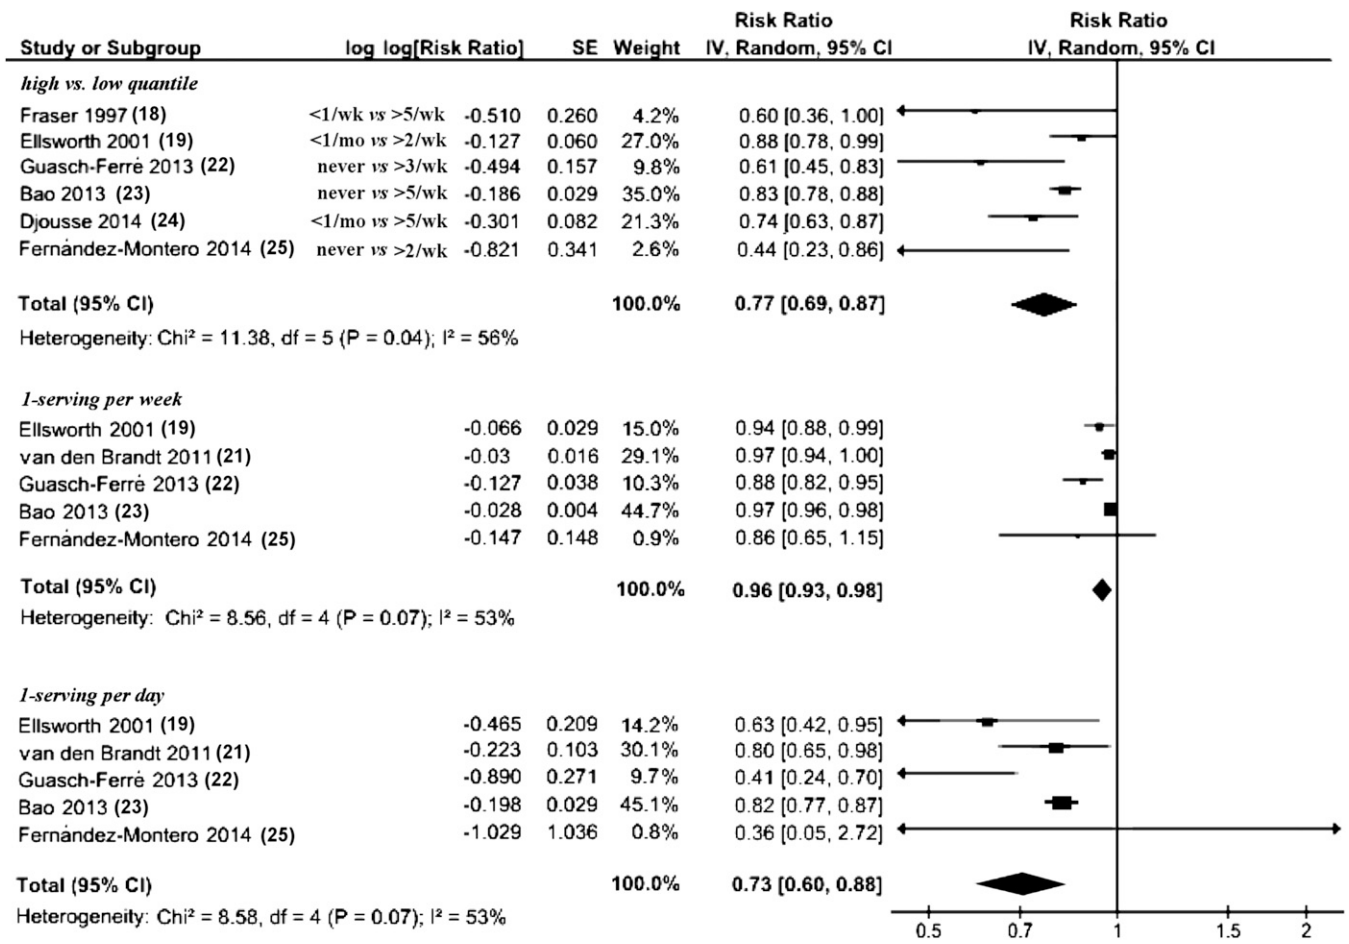 Risk Ratio Risk Ratio
Study or Subgroup log log[Risk Ratio] SE Weight IV, Random, 95% CI IV, Random, 95% CI
high vs. low quantile
Fraser 1997 (18) <1/wk vs >5/wk -0.510 0.260 4.2% 0.60 [0.36, 1.00]
Ellsworth 2001 (19) <1/mo vs >2/wk -0.127 0.060 27.0% 0.88 [0.78, 0.99]
Guasch-Ferré 2013 (22) never vs >3/wk -0.494 0.157 9.8% 0.61 [0.45, 0.83]
Bao 2013 (23) never vs >5/wk -0.186 0.029 35.0% 0.83 [0.78, 0.88]
Djousse 2014 (24) <1/mo vs >5/wk -0.301 0.082 21.3% 0.74 [0.63, 0.87]
Fernández-Montero 2014 (25) never vs >2/wk -0.821 0.341 2.6% 0.44 [0.23, 0.86]
Total (95% CI) 100.0% 0.77 [0.69, 0.87]
Heterogeneity: Chi² = 11.38, df = 5 (P = 0.04); I² = 56%
1-serving per week
Ellsworth 2001 (19) -0.066 0.029 15.0% 0.94 [0.88, 0.99]
van den Brandt 2011 (21) -0.03 0.016 29.1% 0.97 [0.94, 1.00]
Guasch-Ferré 2013 (22) -0.127 0.038 10.3% 0.88 [0.82, 0.95]
Bao 2013 (23) -0.028 0.004 44.7% 0.97 [0.96, 0.98]
Fernández-Montero 2014 (25) -0.147 0.148 0.9% 0.86 [0.65, 1.15]
Total (95% CI) 100.0% 0.96 [0.93, 0.98]
Heterogeneity: Chi² = 8.56, df = 4 (P = 0.07); I² = 53%
1-serving per day
Ellsworth 2001 (19) -0.465 0.209 14.2% 0.63 [0.42, 0.95]
van den Brandt 2011 (21) -0.223 0.103 30.1% 0.80 [0.65, 0.98]
Guasch-Ferré 2013 (22) -0.890 0.271 9.7% 0.41 [0.24, 0.70]
Bao 2013 (23) -0.198 0.029 45.1% 0.82 [0.77, 0.87]
Fernández-Montero 2014 (25) -1.029 1.036 0.8% 0.36 [0.05, 2.72]
Total (95% CI) 100.0% 0.73 [0.60, 0.88]
Heterogeneity: Chi² = 8.58, df = 4 (P = 0.07); I² = 53%
0.5 0.7 1 1.5 2